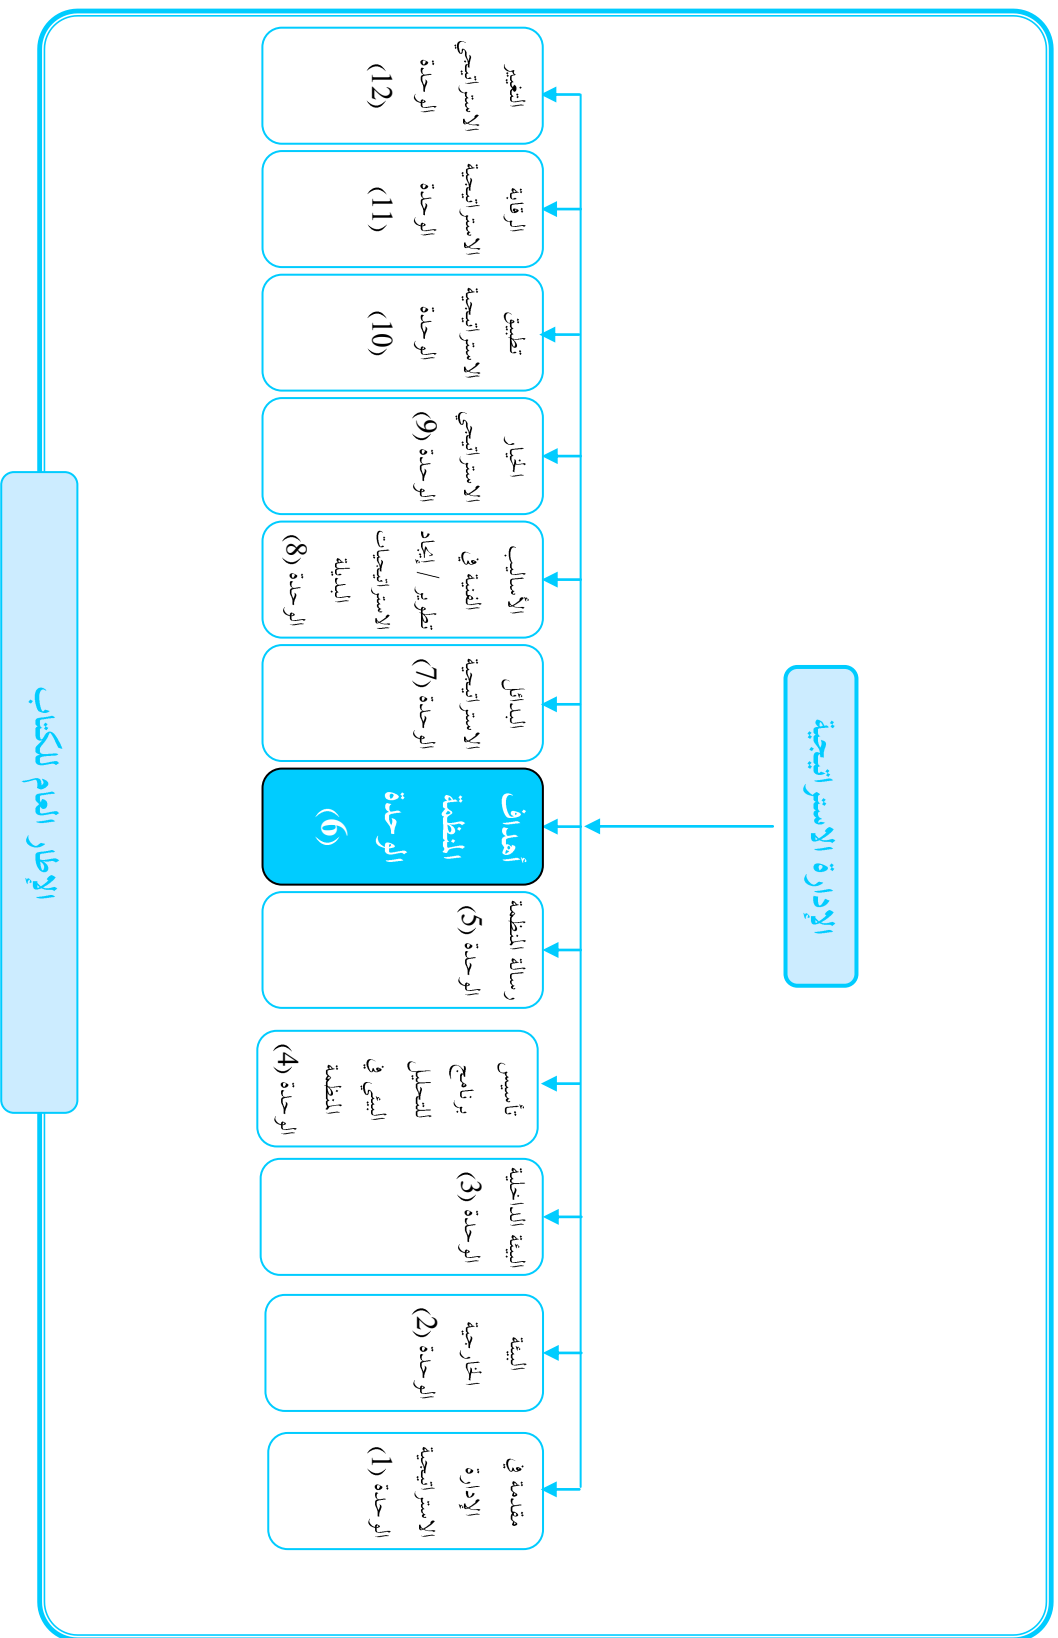 الإدارة الاستراتيجية
مقدمة في
الإدارة
الاستراتيجية
الوحدة (1)
البيئة
الخارجية
الوحدة (2)
البيئة الداخلية
الوحدة (3)
تأسيس
برنامج
للتحليل
البيئي في
المنظمة
الوحدة (4)
رسالة المنظمة
الوحدة (5)
أهداف
المنظمة
الوحدة
(6)
البدائل
الاستراتيجية
الوحدة (7)
الأساليب
الفنية في
تطوير / إيجاد
الاستراتيجيات
البديلة
الوحدة (8)
الخيار
الاستراتيجي
الوحدة (9)
تطبيق
الاستراتيجية
الوحدة
(10)
الرقابة
الاستراتيجية
الوحدة
(11)
التغيير
الاستراتيجي
الوحدة
(12)
الإطار العام للكتاب